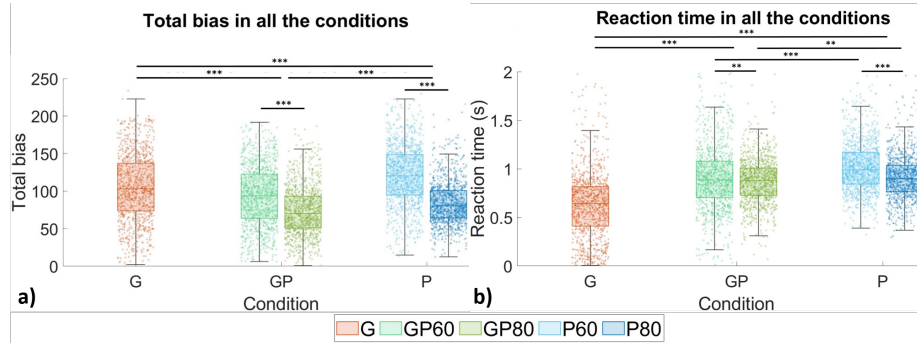 Total bias in all the conditions
***
*** ***
*** ***
250
200
150
100
50
0
Total bias
G GP P
Condition
a)
Reaction time in all the conditions
***
*** **
***
** ***
2
1.5
1
0.5
0
Reaction time (s)
G GP P
Condition
b)
G GP60 GP80 P60 P80